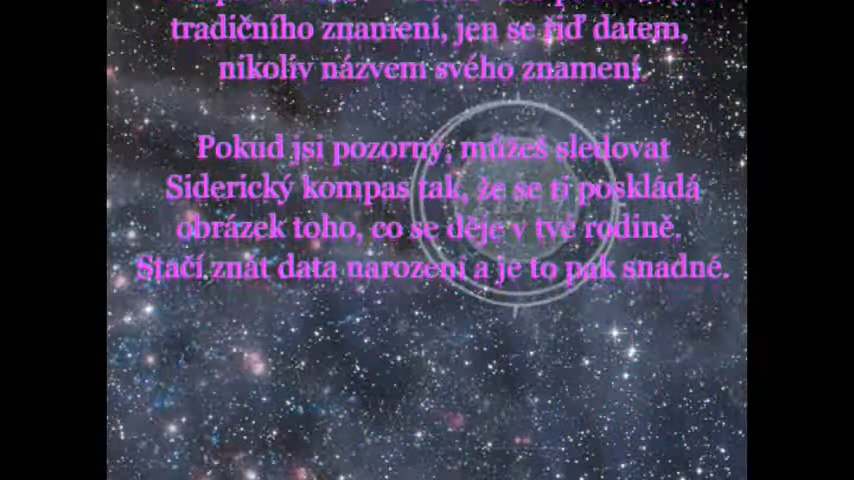 tradičního znamení, jen se řiď datem,
nikolív názvem svého znamení.
Pokud jsi pozorný, můžeš sledovat
Siderický kompas tak, že se ti poskládá
obrázek toho, co se děje v tvé rodině.
Stačí znát data narození a je to pak snadné.